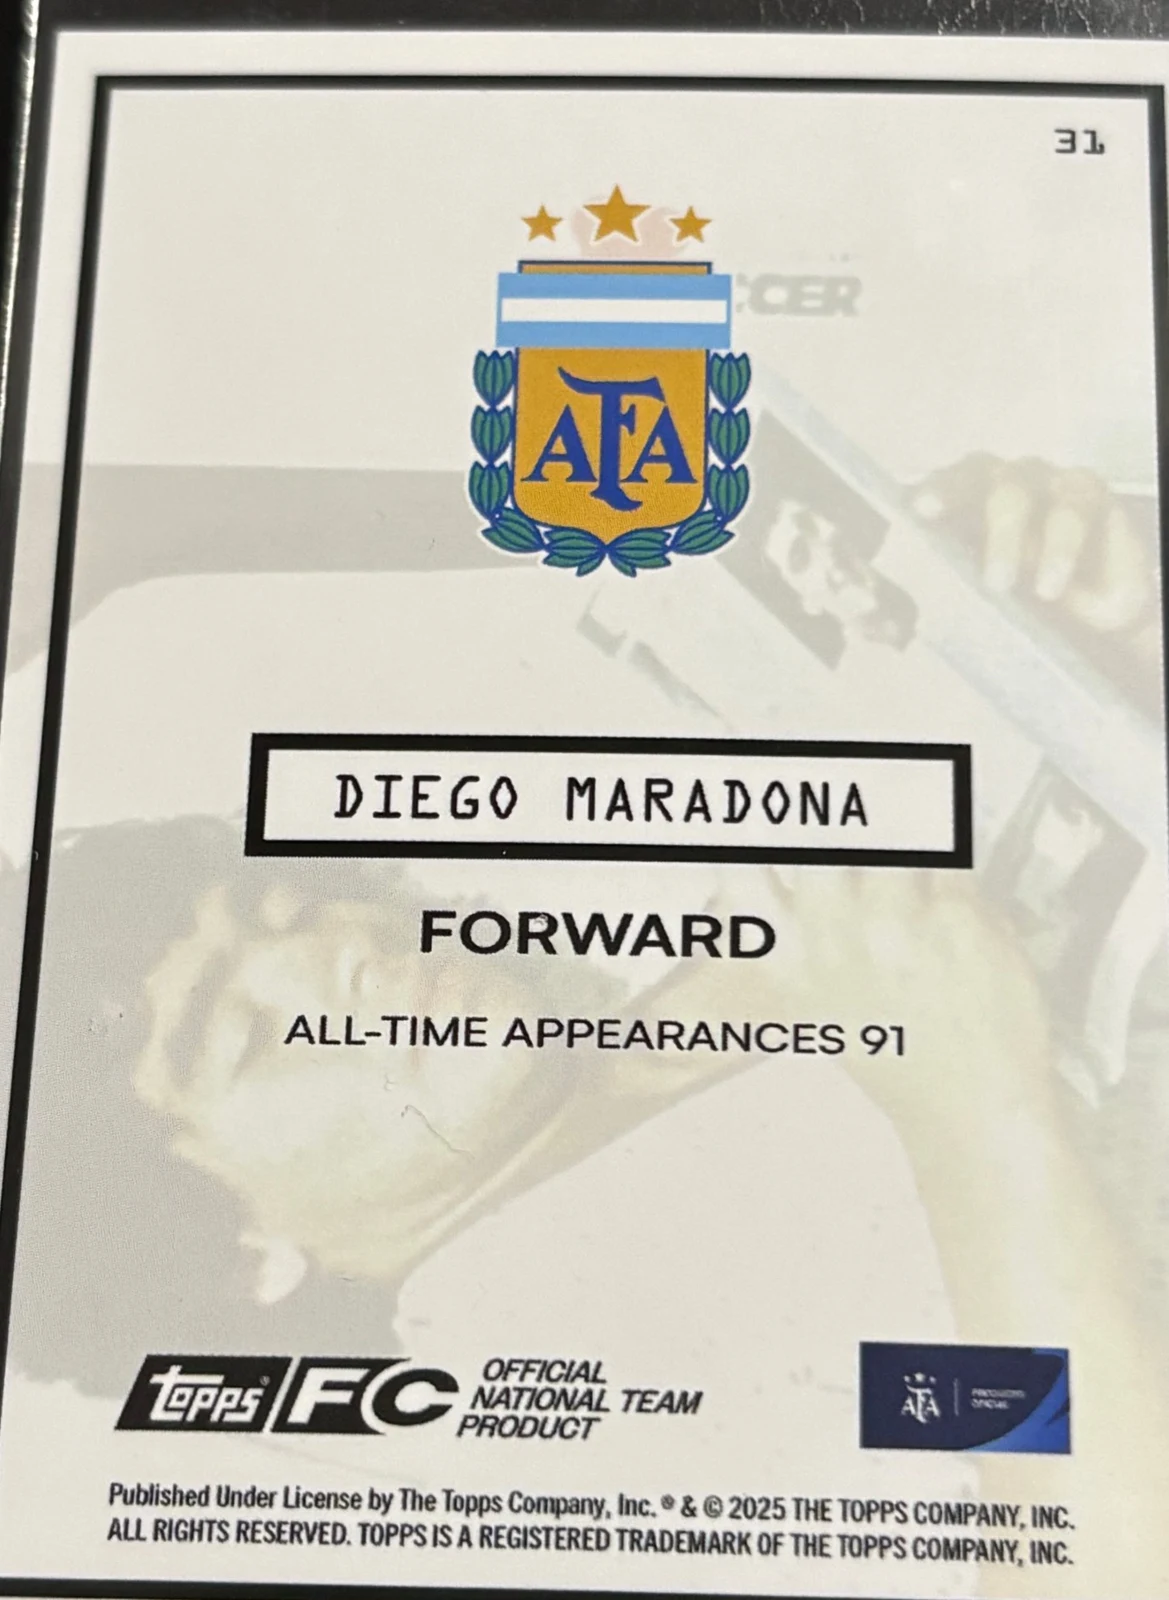 31
CCER
AFA
DIEGO MARADONA
FORWARD
ALL-TIME APPEARANCES 91
topps FC OFFICIAL
NATIONAL TEAM
PRODUCT
AFA
Published Under License by The Topps Company, Inc. ® & © 2025 THE TOPPS COMPANY, INC.
ALL RIGHTS RESERVED. TOPPS IS A REGISTERED TRADEMARK OF THE TOPPS COMPANY, INC.